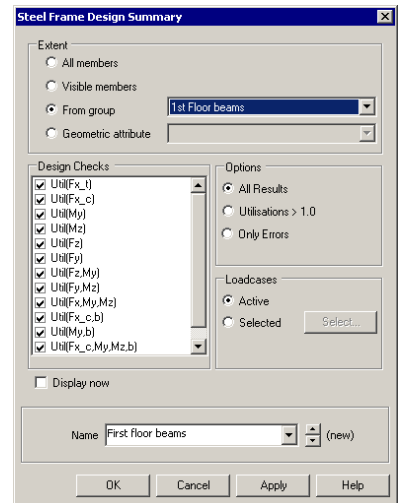 Steel Frame Design Summary
Extent
All members
Visible members
From group
1st Floor beams
Geometric attribute
Design Checks
Util(Fx_t)
Util(Fx_c)
Util(My)
Util(Mz)
Util(Fz)
Util(Fy)
Util(Fz,My)
Util(Fy,Mz)
Util(Fx,My,Mz)
Util(Fx_c,b)
Util(My,b)
Util(Fx_c,My,Mz,b)
Options
All Results
Utilisations > 1.0
Only Errors
Loadcases
Active
Selected
Select...
Display now
Name
First floor beams
(new)
OK
Cancel
Apply
Help